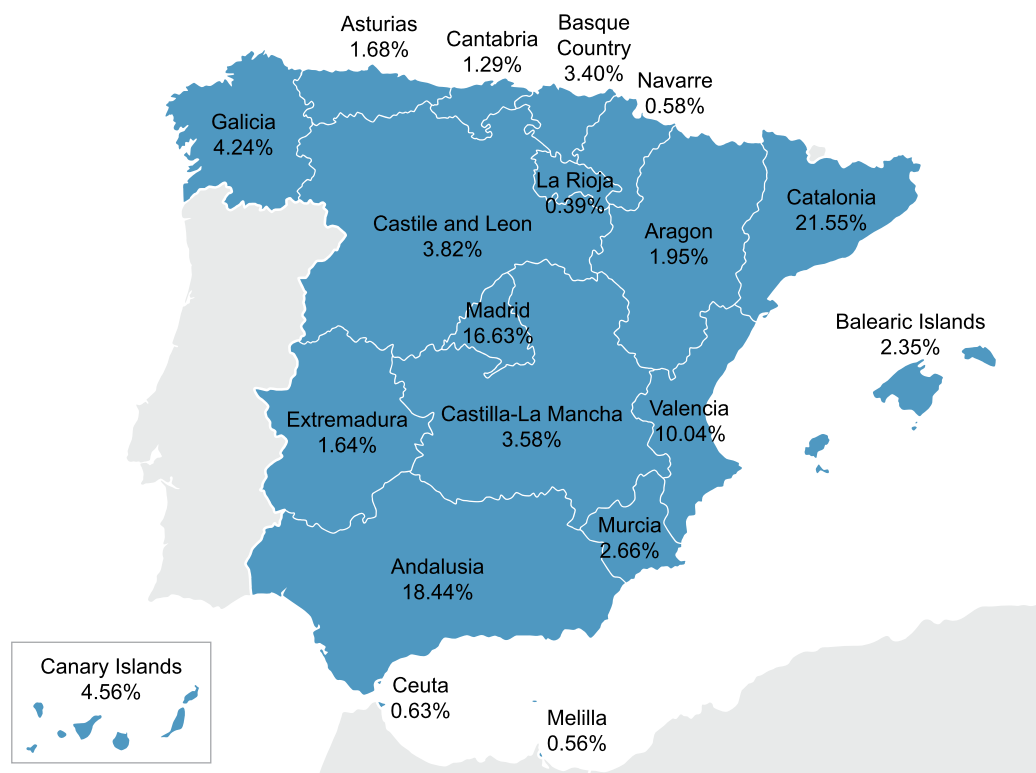 Asturias
1.68%
Cantabria
1.29%
Basque
Country
3.40%
Navarre
0.58%
Galicia
4.24%
La Rioja
0.39%
Catalonia
21.55%
Castile and Leon
3.82%
Aragon
1.95%
Madrid
16.63%
Balearic Islands
2.35%
Extremadura
1.64%
Castilla-La Mancha
3.58%
Valencia
10.04%
Murcia
2.66%
Andalusia
18.44%
Canary Islands
4.56%
Ceuta
0.63%
Melilla
0.56%